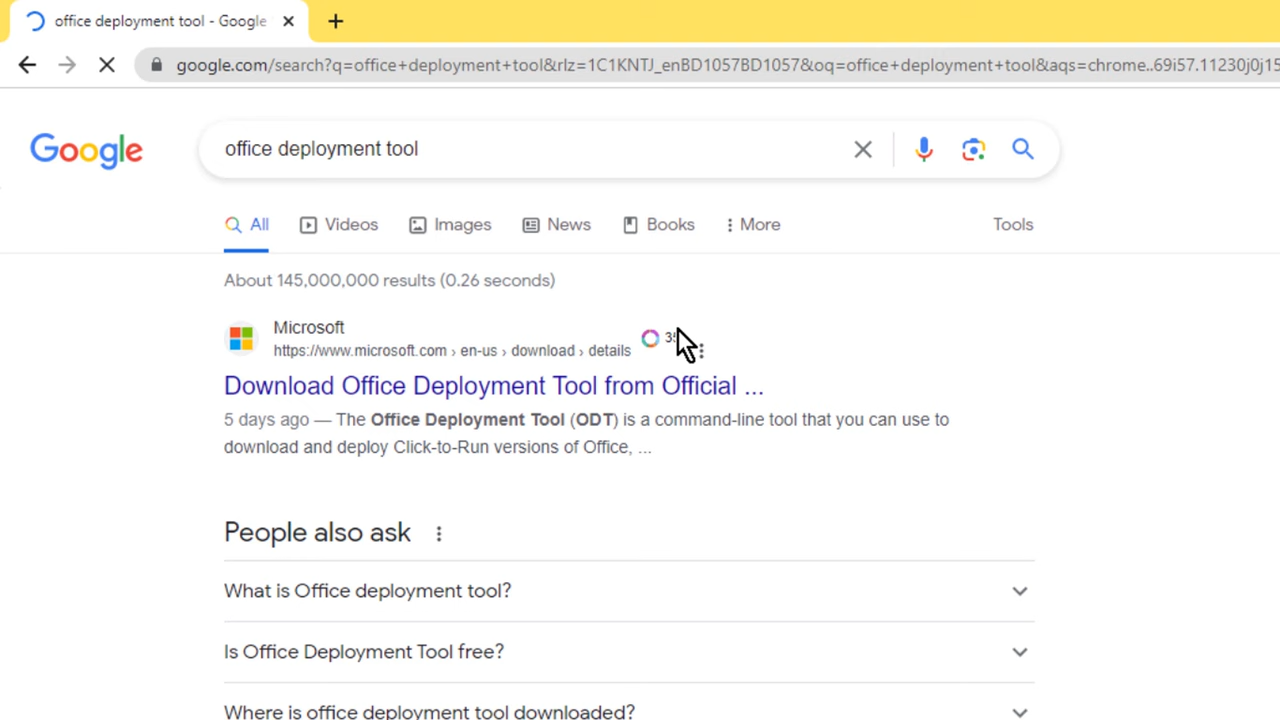 office deployment tool - Google
google.com/search?q=office+deployment+tool&rlz=1C1KNTJ_enBD1057BD1057&oq=office+deployment+tool&aqs=chrome..69i57.11230j0j15
Google
office deployment tool
All Videos Images News Books More Tools
About 145,000,000 results (0.26 seconds)
Microsoft
https://www.microsoft.com › en-us › download › details
Download Office Deployment Tool from Official ...
5 days ago — The Office Deployment Tool (ODT) is a command-line tool that you can use to
download and deploy Click-to-Run versions of Office, ...
People also ask
What is Office deployment tool?
Is Office Deployment Tool free?
Where is office deployment tool downloaded?